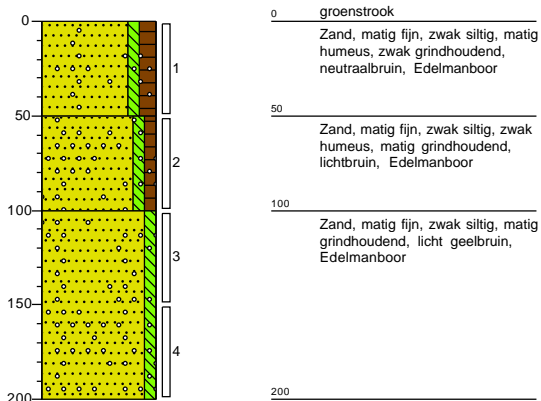 0
50
100
150
200
1
2
3
4
0
groenstrook
Zand, matig fijn, zwak siltig, matig
humeus, zwak grindhoudend,
neutraalbruin, Edelmanboor
50
Zand, matig fijn, zwak siltig, zwak
humeus, matig grindhoudend,
lichtbruin, Edelmanboor
100
Zand, matig fijn, zwak siltig, matig
grindhoudend, licht geelbruin,
Edelmanboor
200